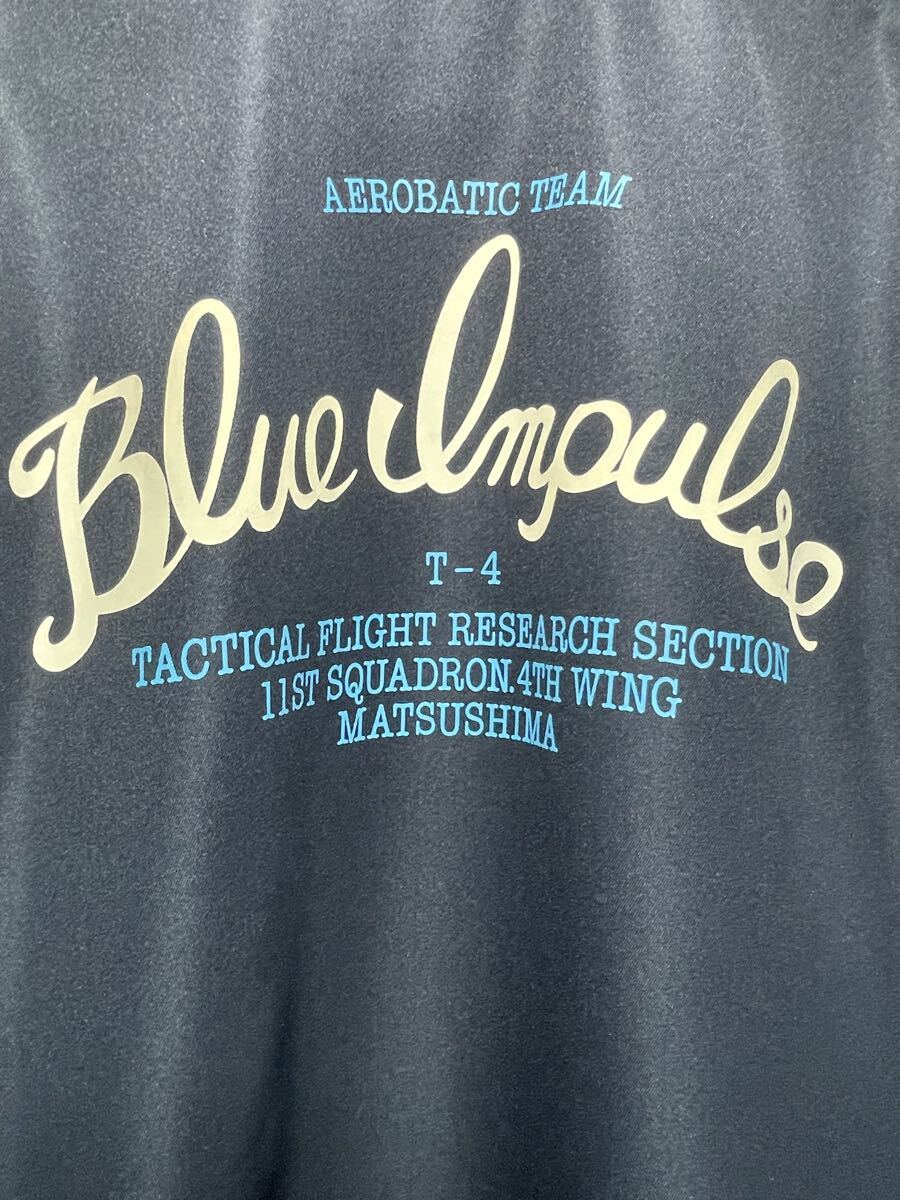 AEROBATIC TEAM
Blue Impulse
T-4
TACTICAL FLIGHT RESEARCH SECTION
11ST SQUADRON.4TH WING
MATSUSHIMA